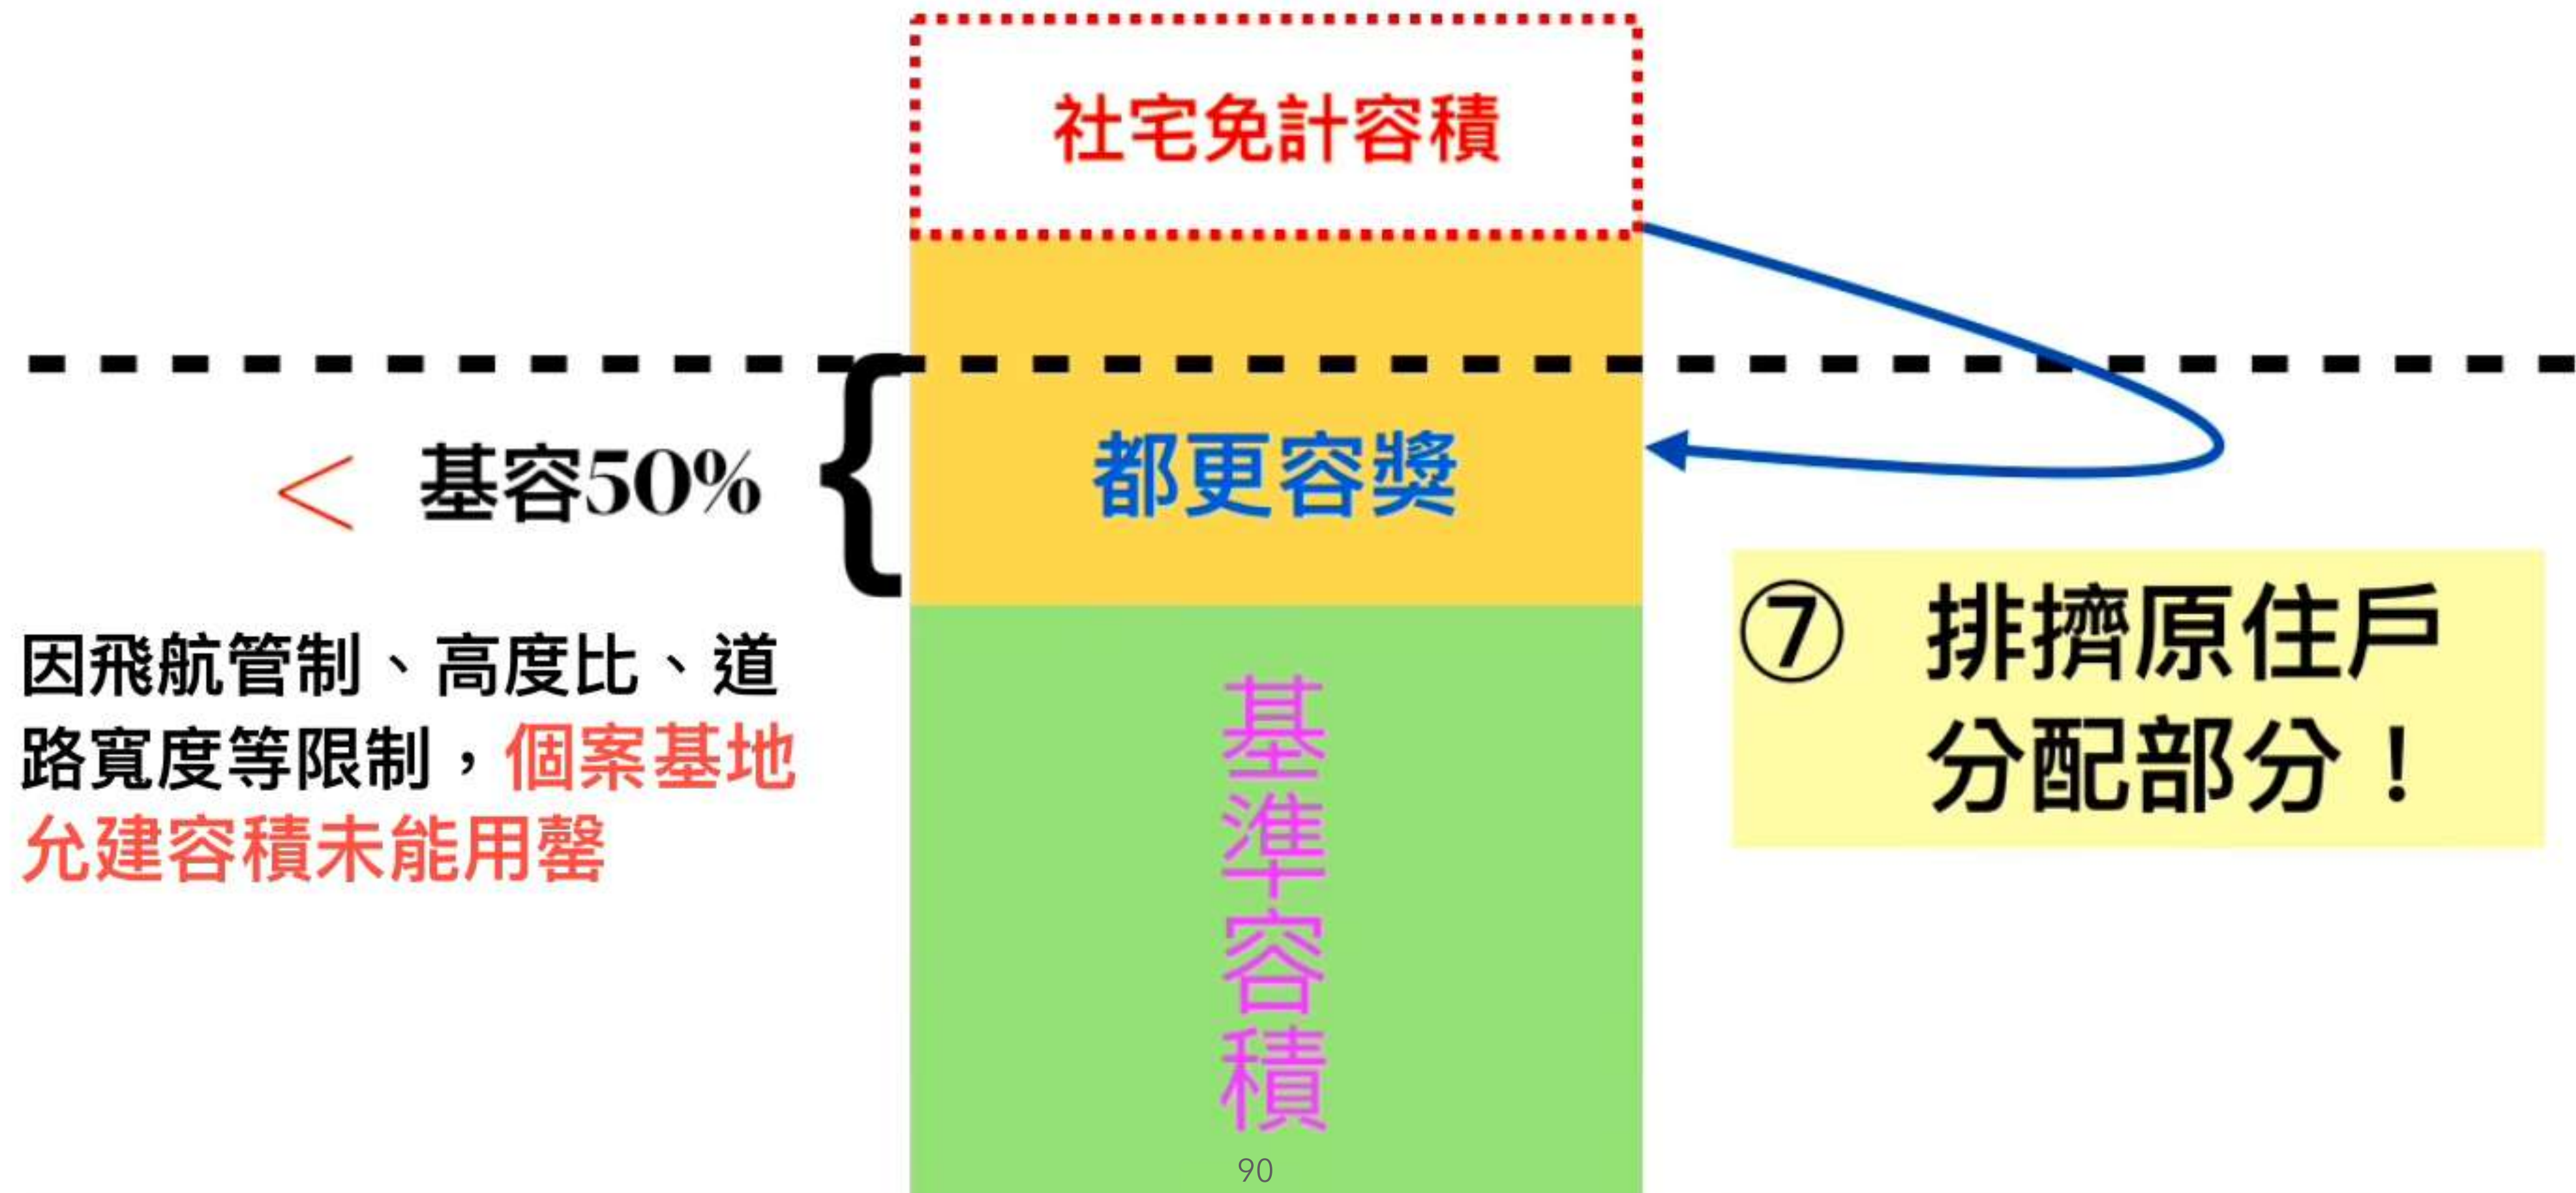 社宅免計容積
< 基容50%
都更容獎
因飛航管制、高度比、道
路寬度等限制，個案基地
允建容積未能用罄
⑦ 排擠原住戶
分配部分！
基準容積
90